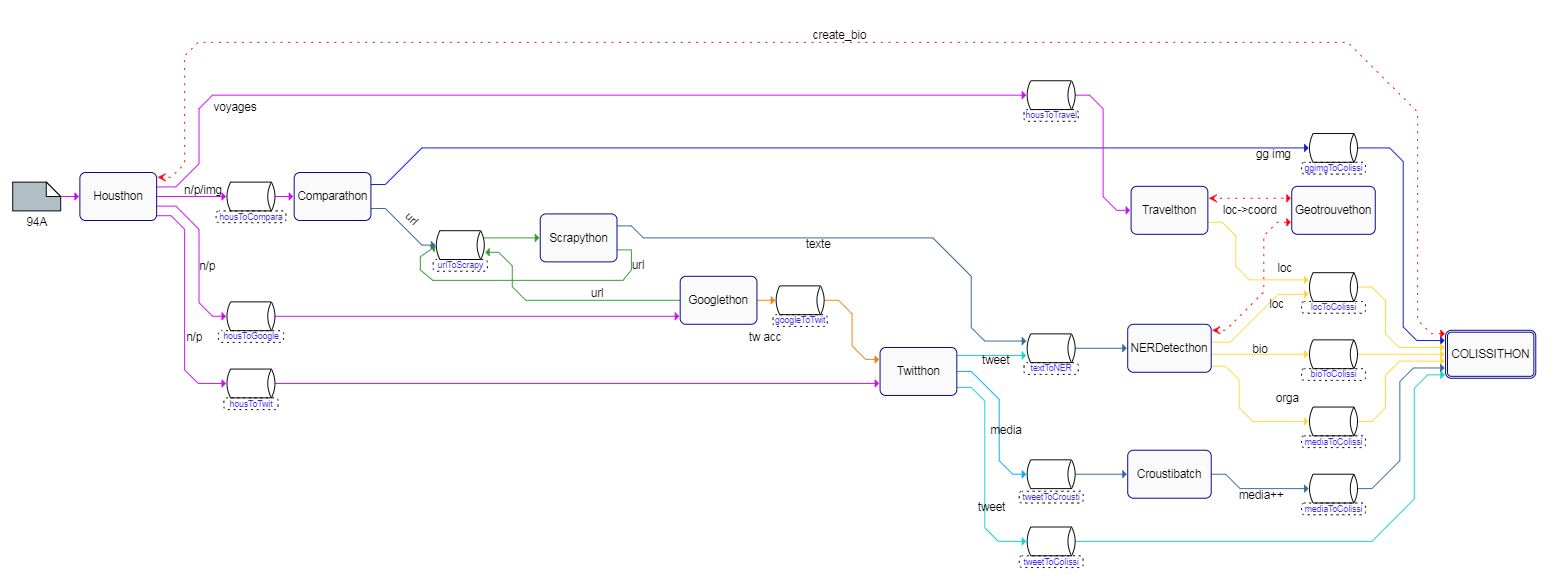 create_bio
voyages
housToTravel
gg img
ggimgToColissi
94A
Housthon
n/p/img
housToCompara
Comparathon
url
urlToScrapy
Scrapython
url
texte
Travelthon
loc->coord
Geotrouvethon
n/p
housToGoogle
url
Googlethon
googleToTwit
tw acc
loc
loc
locToColissi
n/p
housToTwit
Twitthon
tweet
textToNER
NERDetecthon
bio
bioToColissi
COLISSITHON
orga
mediaToColissi
media
tweetToCrousti
Croustibatch
media++
mediaToColissi
tweet
tweetToColissi